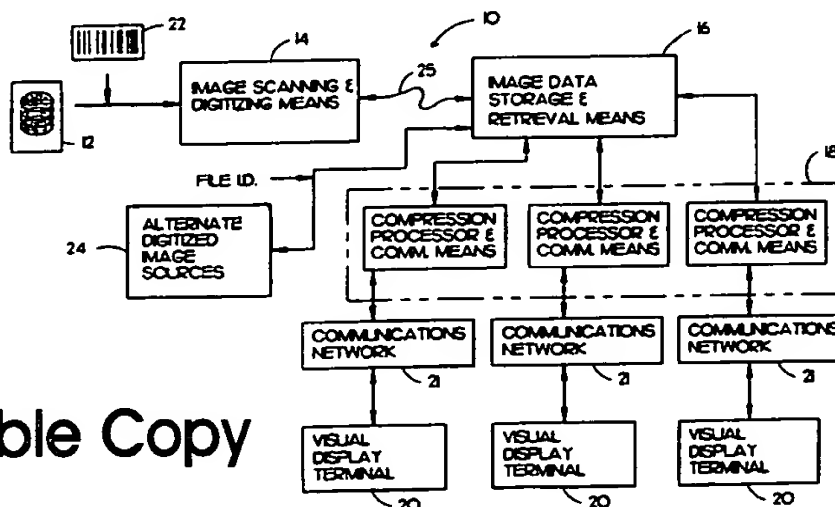 22
14
10
16
IMAGE SCANNING &
DIGITIZING MEANS
25
IMAGE DATA
STORAGE &
RETRIEVAL MEANS
12
18
FILE I.D.
24
ALTERNATE
DIGITIZED
IMAGE
SOURCES
COMPRESSION
PROCESSOR &
COMM. MEANS
COMPRESSION
PROCESSOR &
COMM. MEANS
COMPRESSION
PROCESSOR &
COMM. MEANS
COMMUNICATIONS
NETWORK
21
COMMUNICATIONS
NETWORK
21
COMMUNICATIONS
NETWORK
21
ble Copy
VISUAL
DISPLAY
TERMINAL
20
VISUAL
DISPLAY
TERMINAL
20
VISUAL
DISPLAY
TERMINAL
20